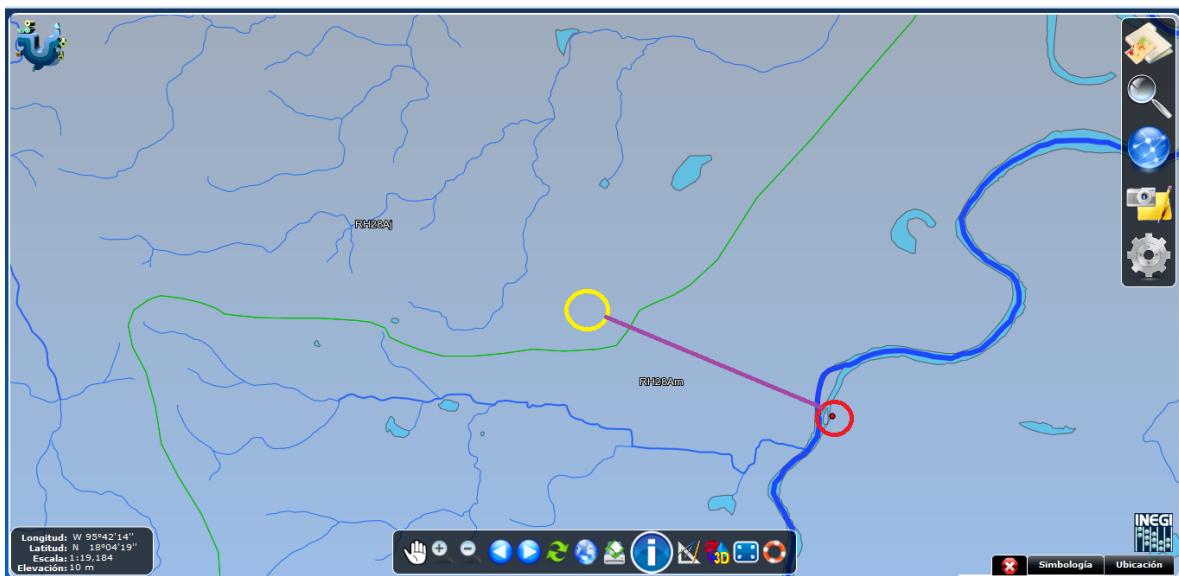 RH28Aj
RH28Am
Longitud: W 95°42'14"
Latitud: N 18°04'19"
Escala: 1:19,184
Elevación: 10 m
3D
INEGI
Simbología
Ubicación